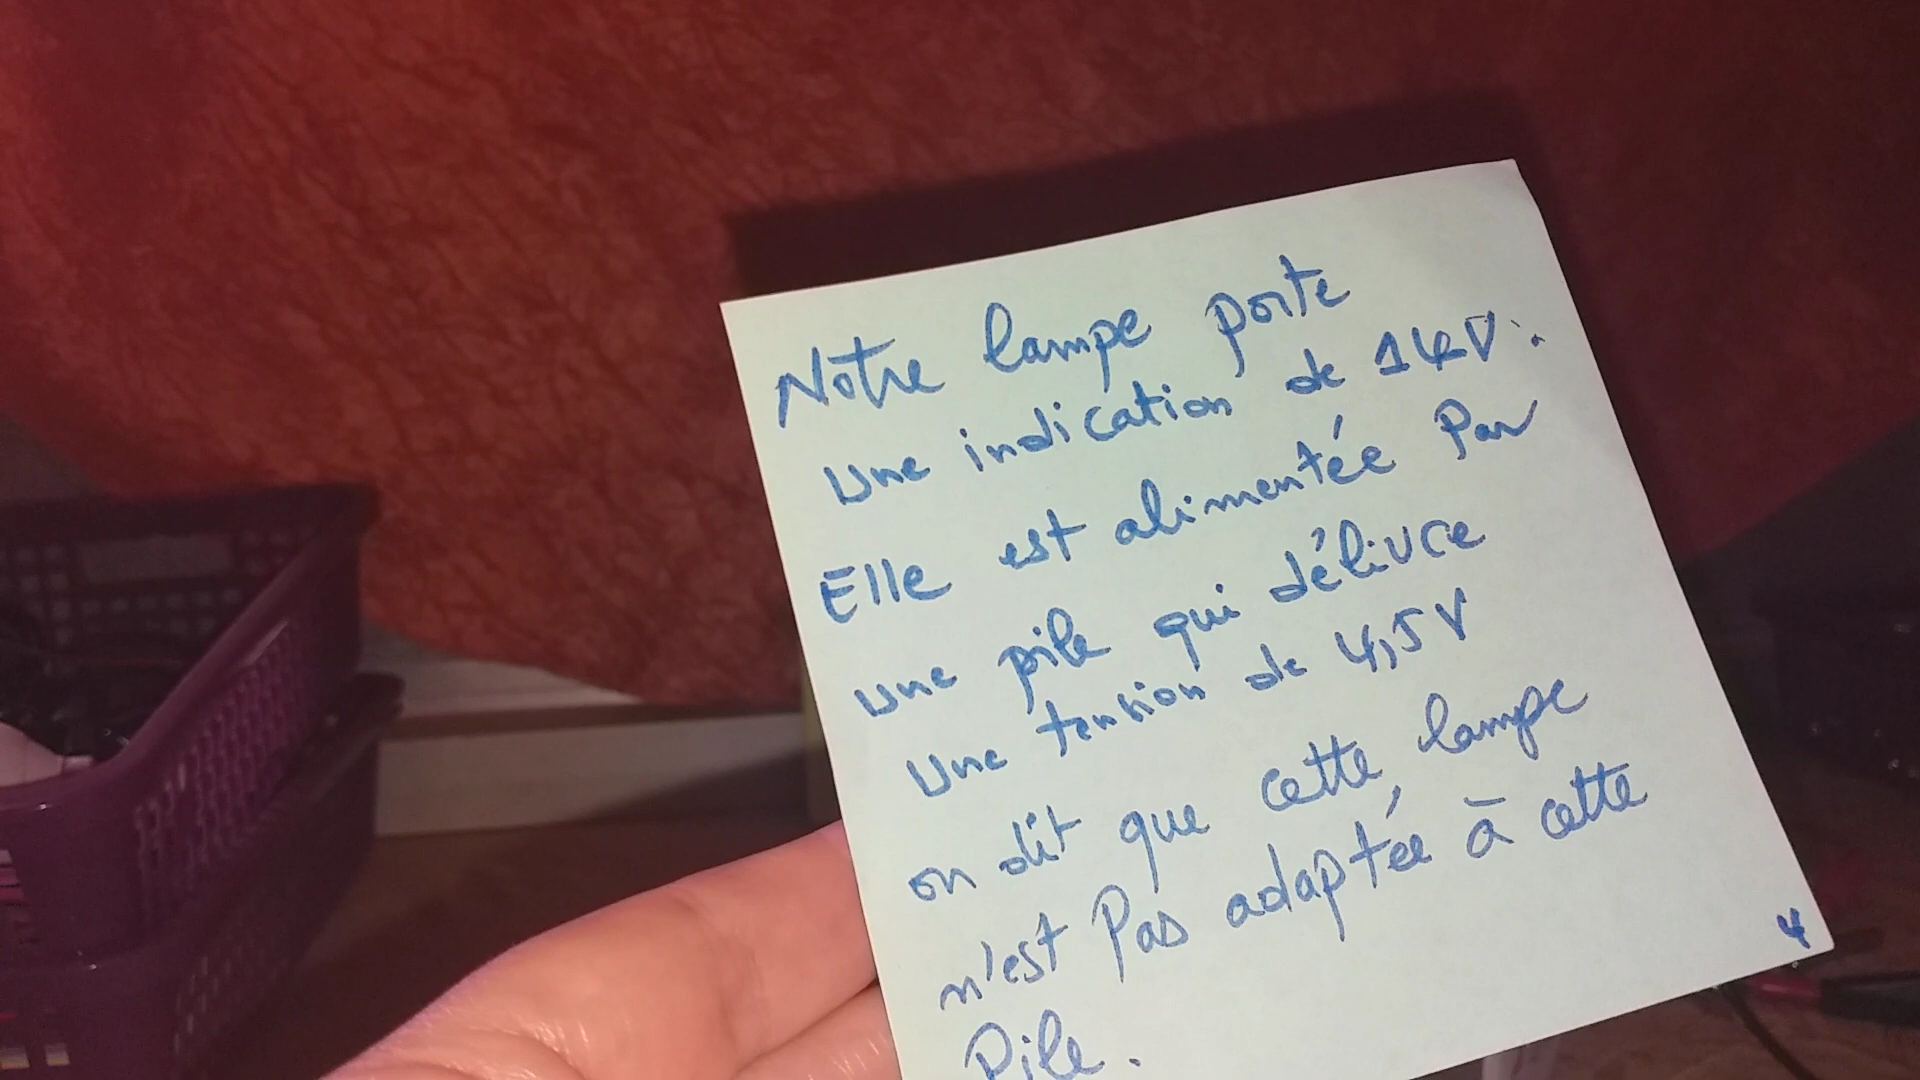 Notre lampe porte
une indication de 14V:
Elle est alimentée Par
une pile qui délivre
une tension de 4,5V
on dit que cette lampe
n'est Pas adaptée à cette
Pile.
4